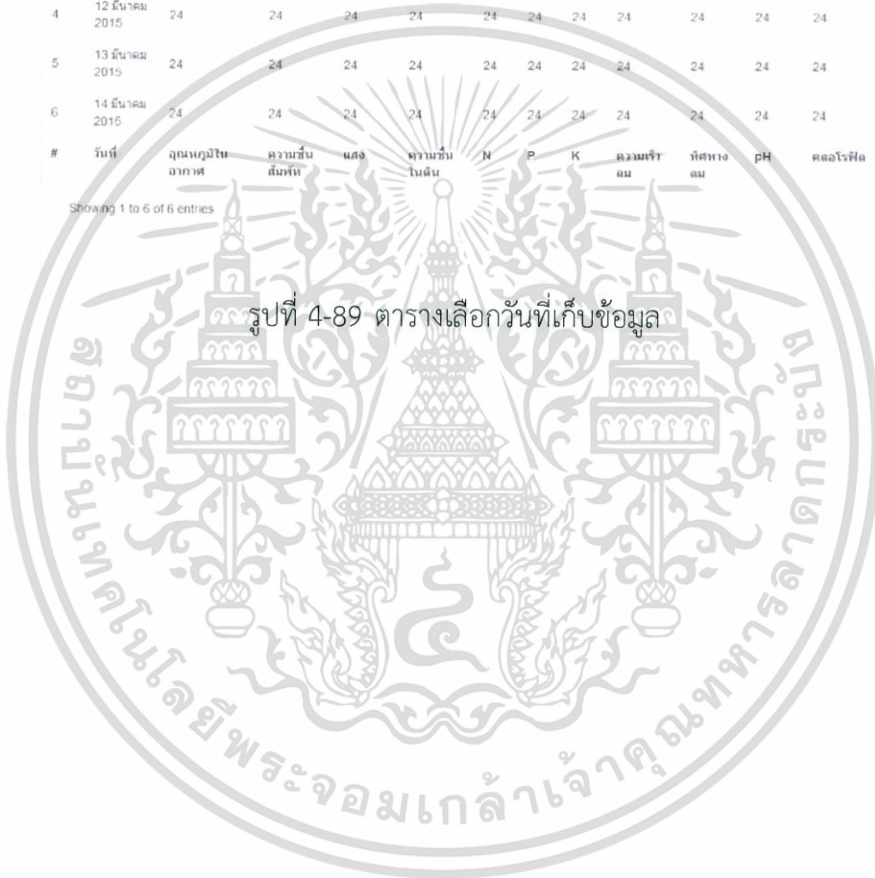 4 12 มีนาคม 2015 24 24 24 24 24 24 24 24 24 24 24
5 13 มีนาคม 2015 24 24 24 24 24 24 24 24 24 24 24
6 14 มีนาคม 2015 24 24 24 24 24 24 24 24 24 24 24
# วันที่ อุณหภูมิใน ความชื้น แสง ความชื้น N P K ความเร็ว ทิศทาง pH คลอโรฟิล
อากาศ สัมพัท ในดิน ลม ลม
Showing 1 to 6 of 6 entries
รูปที่ 4-89 ตารางเลือกวันที่เก็บข้อมูล
สถาบันเทคโนโลยีพระจอมเกล้าเจ้าคุณทหารลาดกระบัง